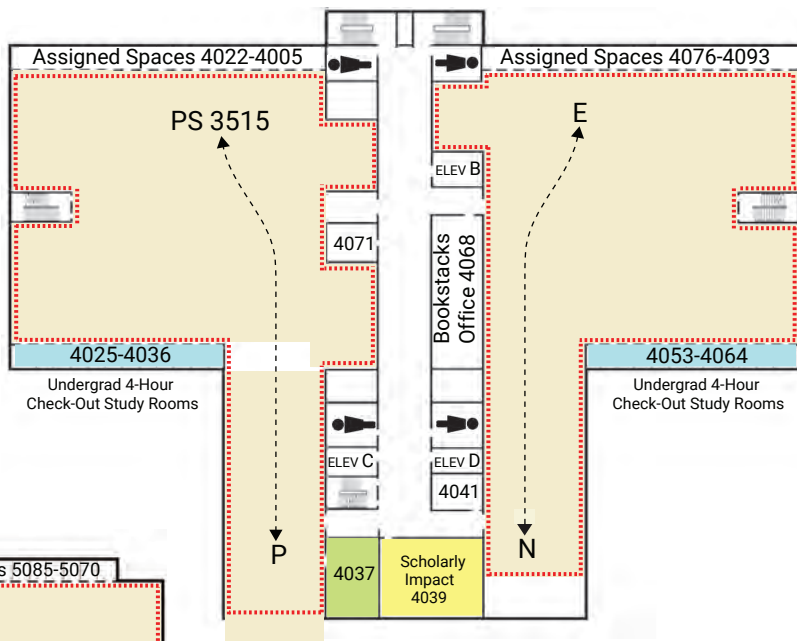 Assigned Spaces 4022-4005
Assigned Spaces 4076-4093
PS 3515
E
ELEV B
4071
Bookstacks
Office 4068
4025-4036
4053-4064
Undergrad 4-Hour
Check-Out Study Rooms
Undergrad 4-Hour
Check-Out Study Rooms
ELEV C
ELEV D
4041
P
N
4037
Scholarly
Impact
4039
s 5085-5070